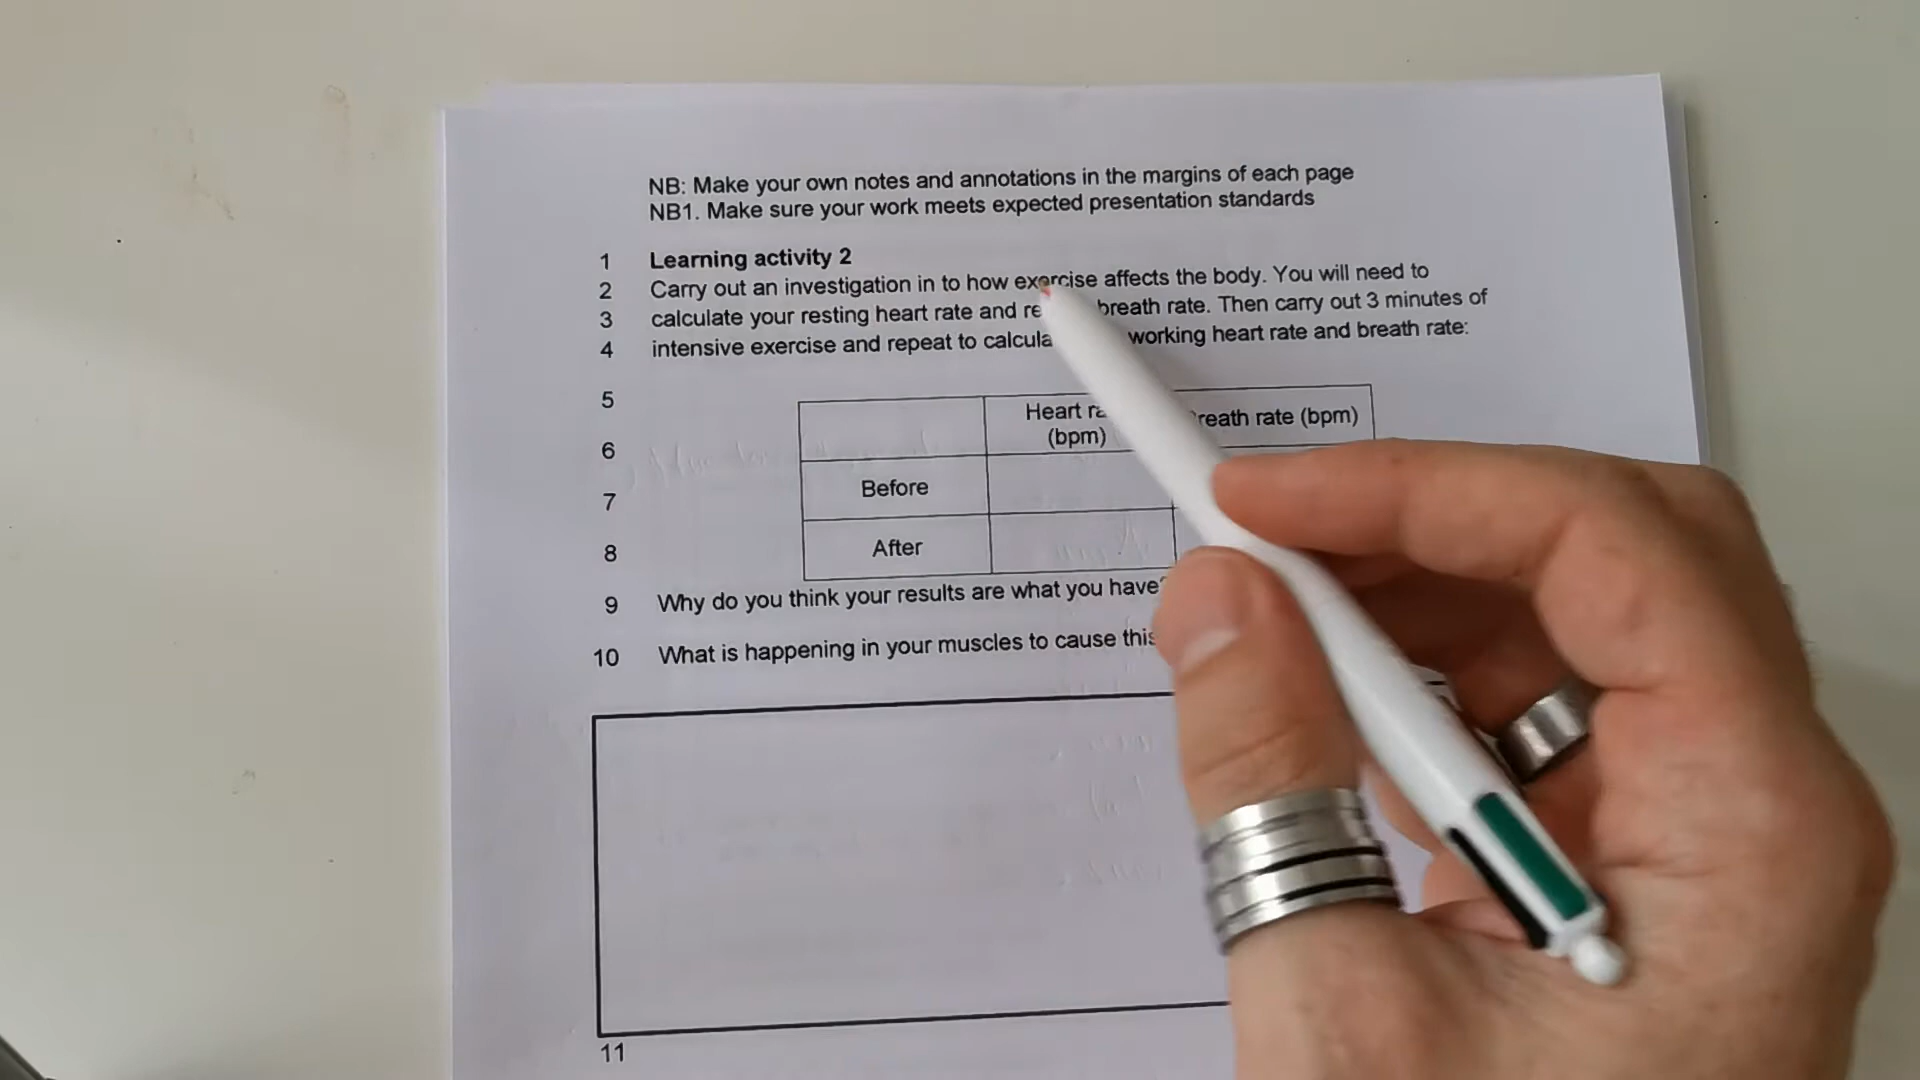 NB: Make your own notes and annotations in the margins of each page
NB1. Make sure your work meets expected presentation standards
1 Learning activity 2
2 Carry out an investigation in to how exercise affects the body. You will need to
3 calculate your resting heart rate and breath rate. Then carry out 3 minutes of
4 intensive exercise and repeat to working heart rate and breath rate:
5
Heart
(bpm)
rate (bpm)
6
7 Before
8 After
9 Why do you think your results are what you have?
10 What is happening in your muscles to cause this
11